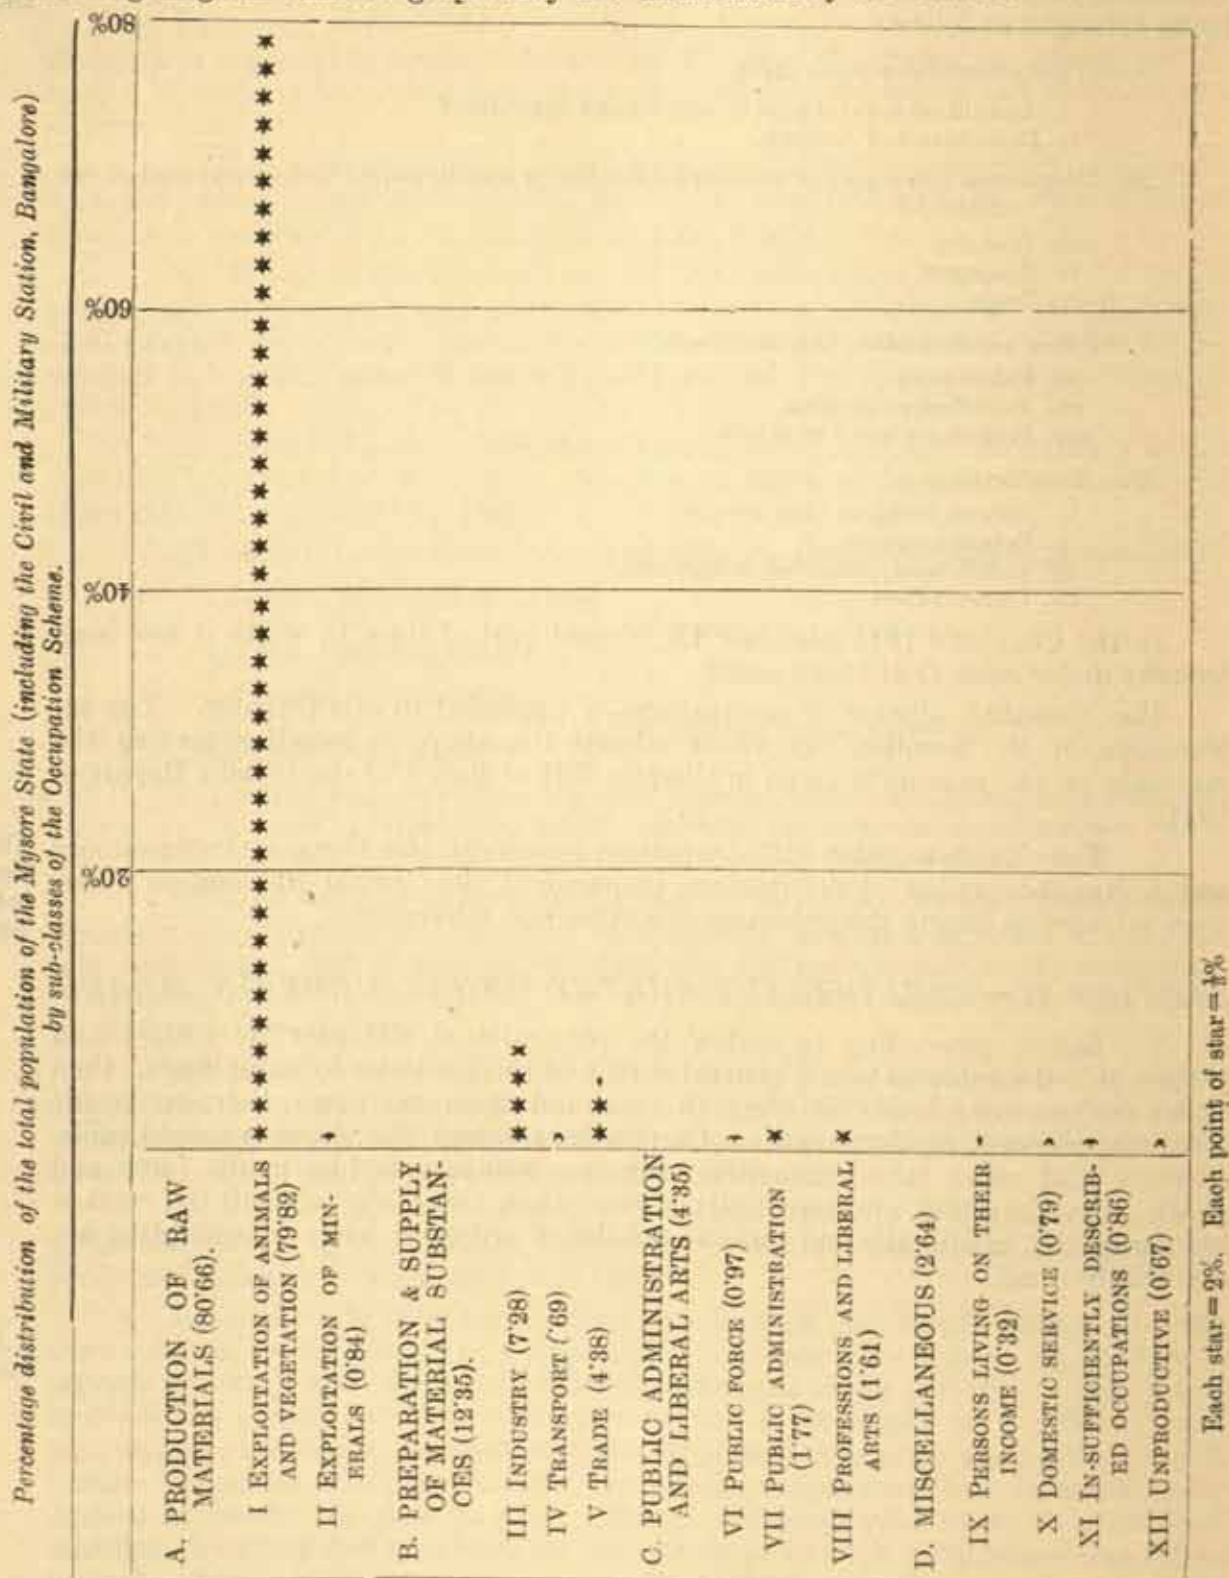 Percentage distribution of the total population of the Mysore State (including the Civil and Military Station, Bangalore)
by sub-classes of the Occupation Scheme.
20%
40%
60%
80%
A. PRODUCTION OF RAW
MATERIALS (80·66).
I EXPLOITATION OF ANIMALS
AND VEGETATION (79·82)
II EXPLOITATION OF MIN-
ERALS (0·84)
B. PREPARATION & SUPPLY
OF MATERIAL SUBSTAN-
CES (12·35).
III INDUSTRY (7·28)
IV TRANSPORT (·69)
V TRADE (4·38)
C. PUBLIC ADMINISTRATION
AND LIBERAL ARTS (4·35)
VI PUBLIC FORCE (0·97)
VII PUBLIC ADMINISTRATION
(1·77)
VIII PROFESSIONS AND LIBERAL
ARTS (1·61)
D. MISCELLANEOUS (2·64)
IX PERSONS LIVING ON THEIR
INCOME (0·32)
X DOMESTIC SERVICE (0·79)
XI IN-SUFFICIENTLY DESCRIB-
ED OCCUPATIONS (0·86)
XII UNPRODUCTIVE (0·67)
Each star=2%. Each point of star=⅓%